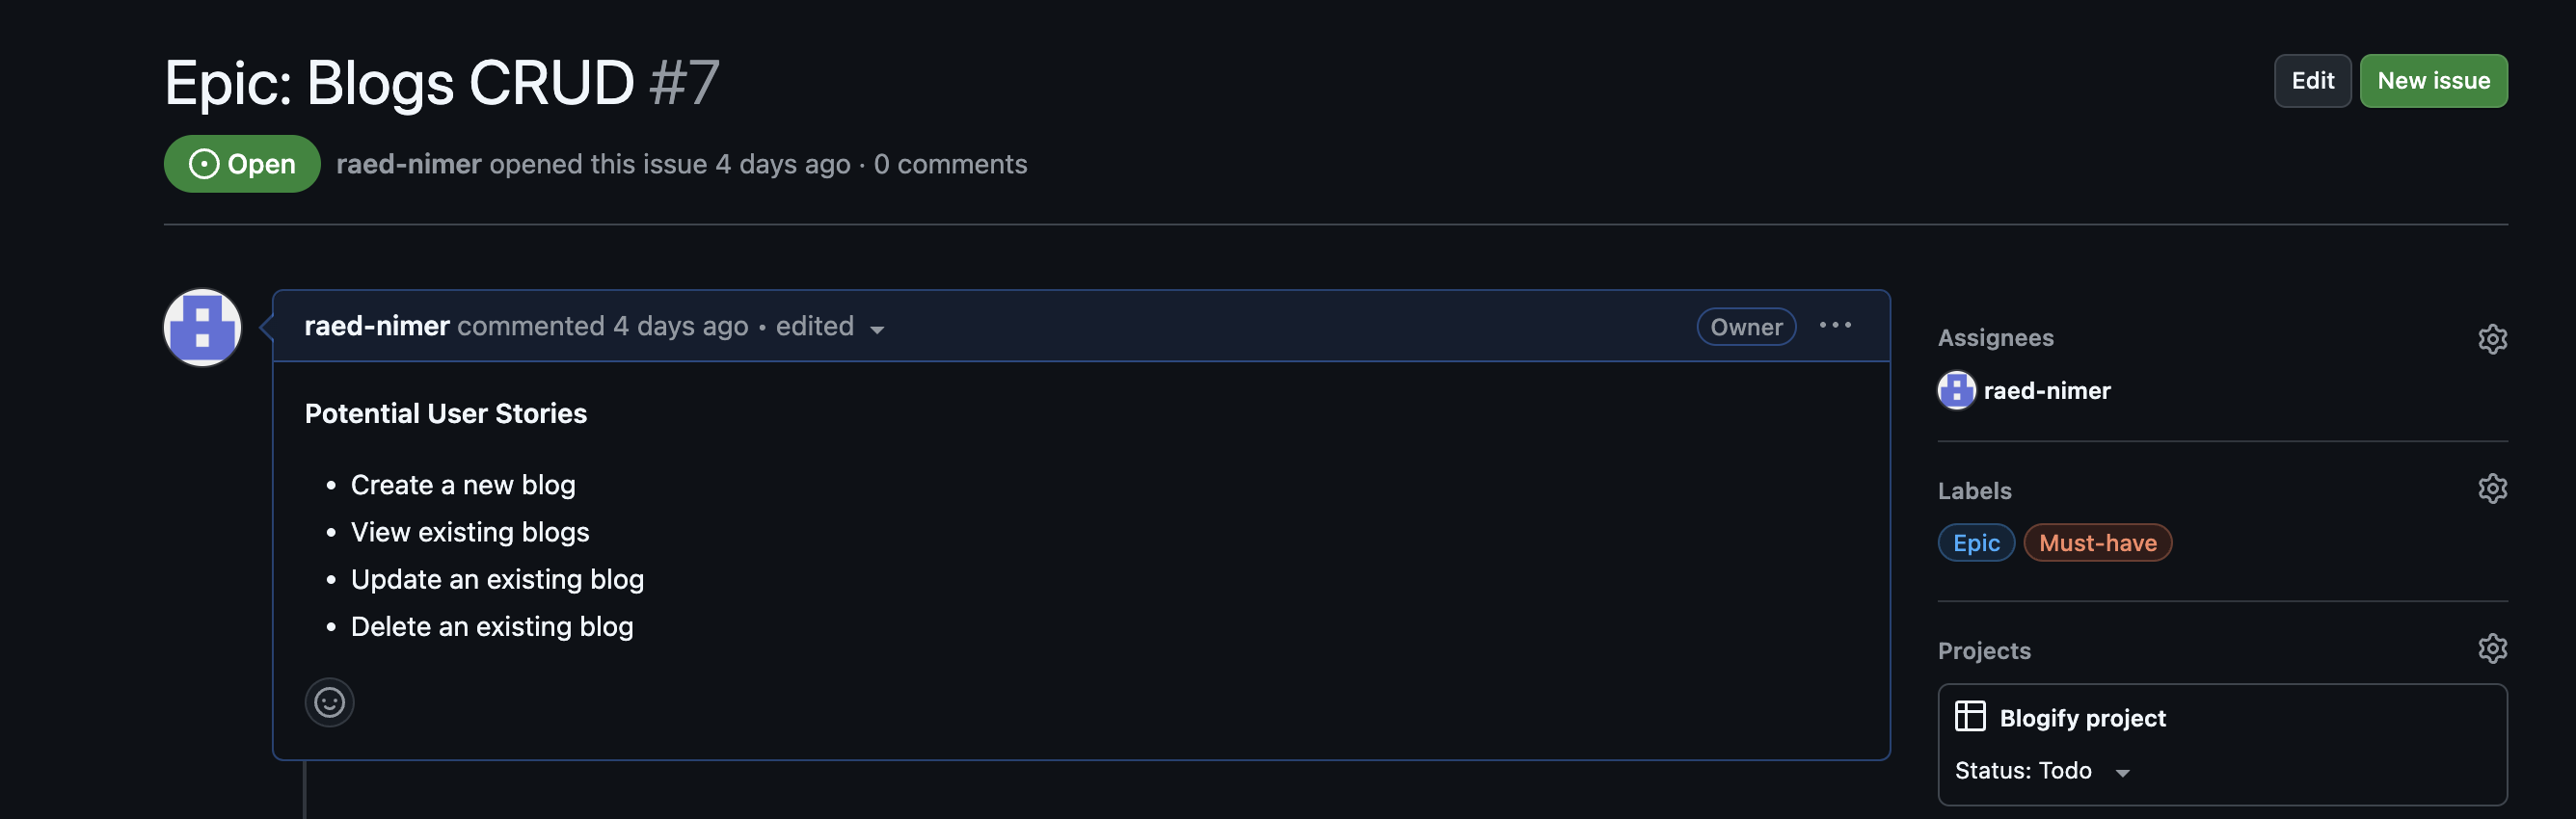 Epic: Blogs CRUD #7
Edit
New issue
Open
raed-nimer opened this issue 4 days ago · 0 comments
raed-nimer commented 4 days ago • edited
Owner
Potential User Stories
• Create a new blog
• View existing blogs
• Update an existing blog
• Delete an existing blog
Assignees
raed-nimer
Labels
Epic Must-have
Projects
Blogify project
Status: Todo